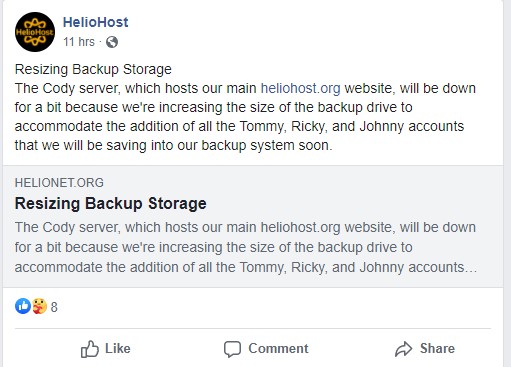 HelioHost
HelioHost
11 hrs ·
Resizing Backup Storage
The Cody server, which hosts our main heliohost.org website, will be down
for a bit because we're increasing the size of the backup drive to
accommodate the addition of all the Tommy, Ricky, and Johnny accounts
that we will be saving into our backup system soon.
HELIONET.ORG
Resizing Backup Storage
The Cody server, which hosts our main heliohost.org website, will be down
for a bit because we're increasing the size of the backup drive to
accommodate the addition of all the Tommy, Ricky, and Johnny accounts…
8
Like
Comment
Share